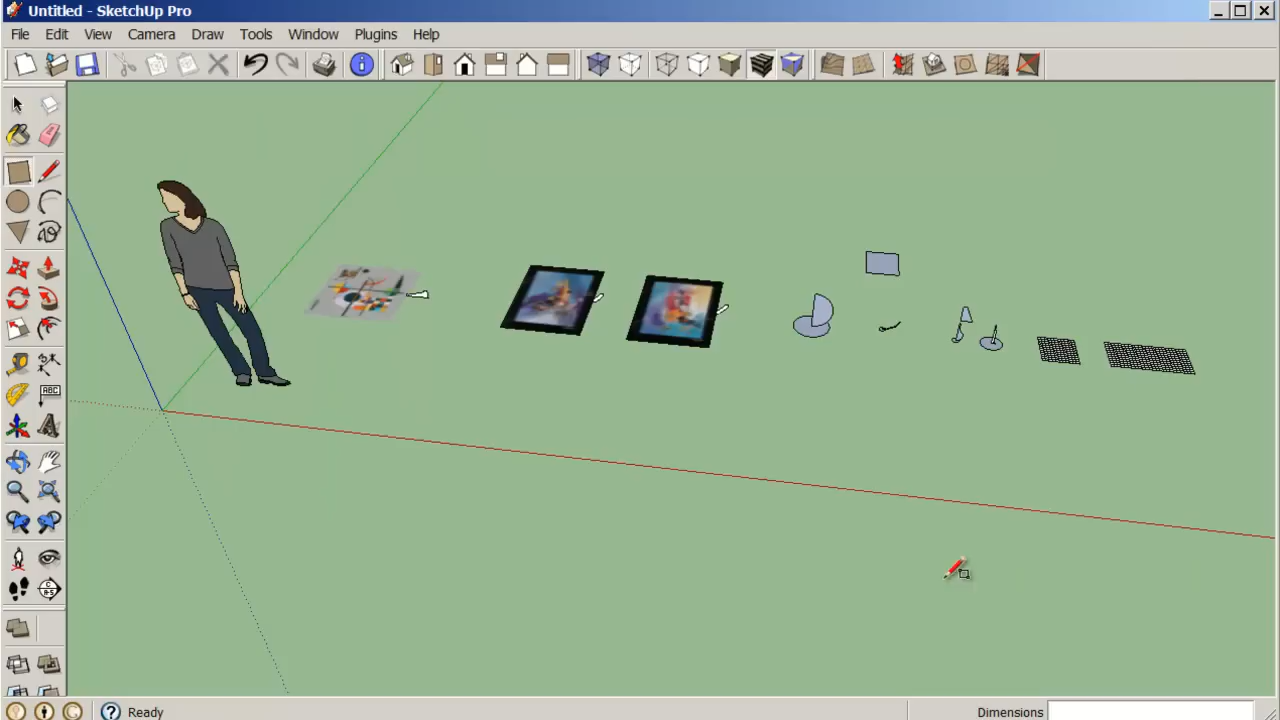 Untitled - SketchUp Pro
File Edit View Camera Draw Tools Window Plugins Help
ABC
Ready
Dimensions